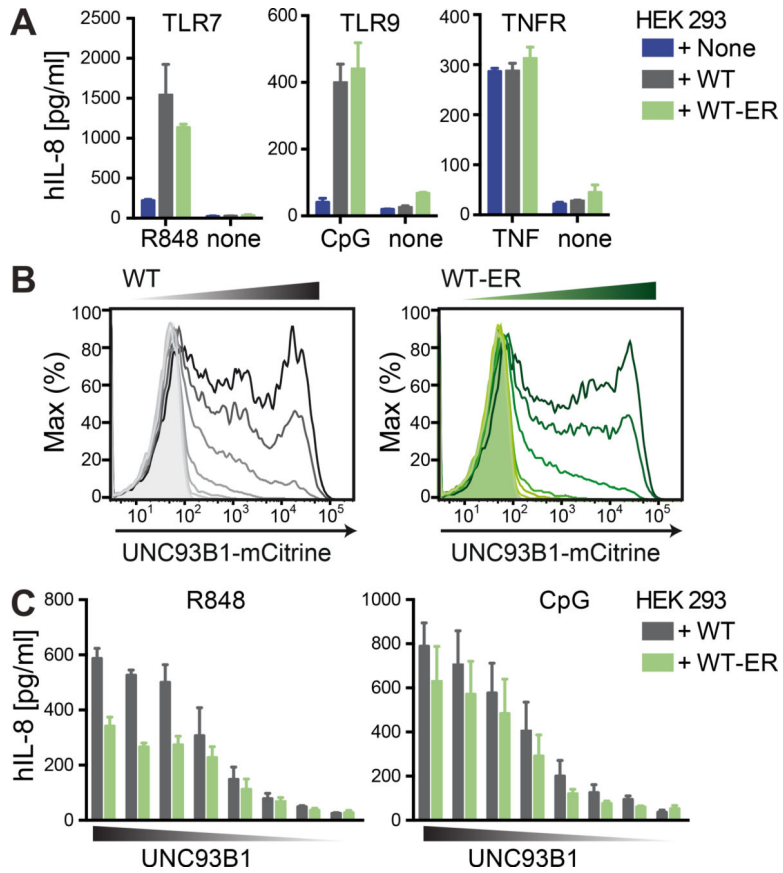 A
TLR7
TLR9
TNFR
HEK 293
+ None
+ WT
+ WT-ER
hIL-8 [pg/ml]
2500
2000
1500
1000
500
0
R848 none
600
400
200
0
CpG none
400
300
200
100
0
TNF none
B
WT
WT-ER
Max (%)
100
80
60
40
20
0
10¹ 10² 10³ 10⁴ 10⁵
UNC93B1-mCitrine
Max (%)
100
80
60
40
20
0
10¹ 10² 10³ 10⁴ 10⁵
UNC93B1-mCitrine
C
R848
CpG
HEK 293
+ WT
+ WT-ER
hIL-8 [pg/ml]
800
600
400
200
0
UNC93B1
1000
800
600
400
200
0
UNC93B1